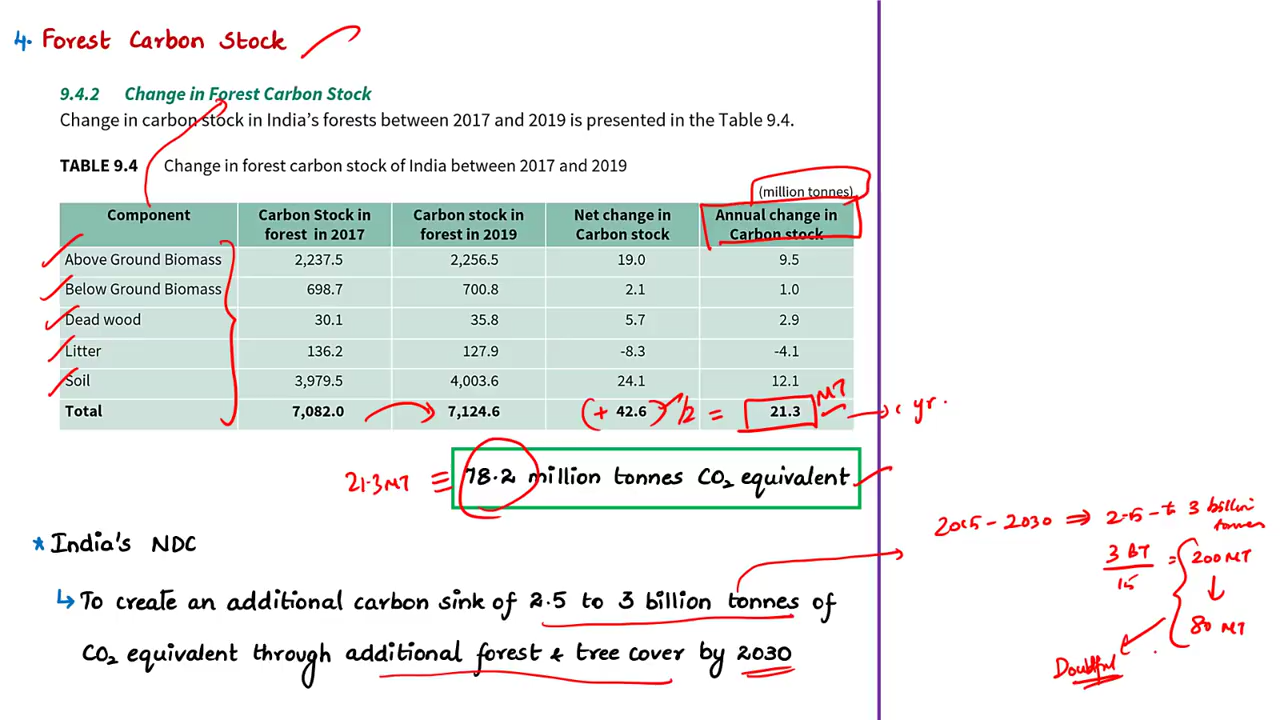 4. Forest Carbon Stock
9.4.2 Change in Forest Carbon Stock
Change in carbon stock in India's forests between 2017 and 2019 is presented in the Table 9.4.
TABLE 9.4 Change in forest carbon stock of India between 2017 and 2019
(million tonnes)
Component Carbon Stock in forest in 2017 Carbon stock in forest in 2019 Net change in Carbon stock Annual change in Carbon stock
Above Ground Biomass 2,237.5 2,256.5 19.0 9.5
Below Ground Biomass 698.7 700.8 2.1 1.0
Dead wood 30.1 35.8 5.7 2.9
Litter 136.2 127.9 -8.3 -4.1
Soil 3,979.5 4,003.6 24.1 12.1
Total 7,082.0 7,124.6 (+ 42.6)/2 = 21.3 MT yr.
21.3 MT ≡ 78.2 million tonnes CO₂ equivalent
2015 - 2030 ⇒ 2.5 - to 3 billion tonnes
* India's NDC
3 BT / 15 = 200 MT
↓
80 MT
Doubtful
↳ To create an additional carbon sink of 2.5 to 3 billion tonnes of
CO₂ equivalent through additional forest & tree cover by 2030